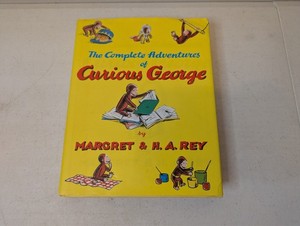 The Complete Adventures
of
Curious George
by
MARGRET & H. A. REY